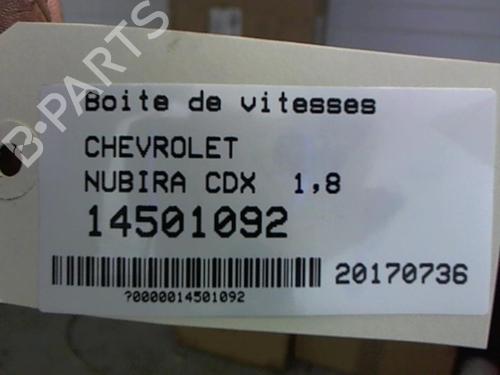 B-PARTS
Boite de vitesses
CHEVROLET
NUBIRA CDX 1,8
14501092
20170736
?0000014501092